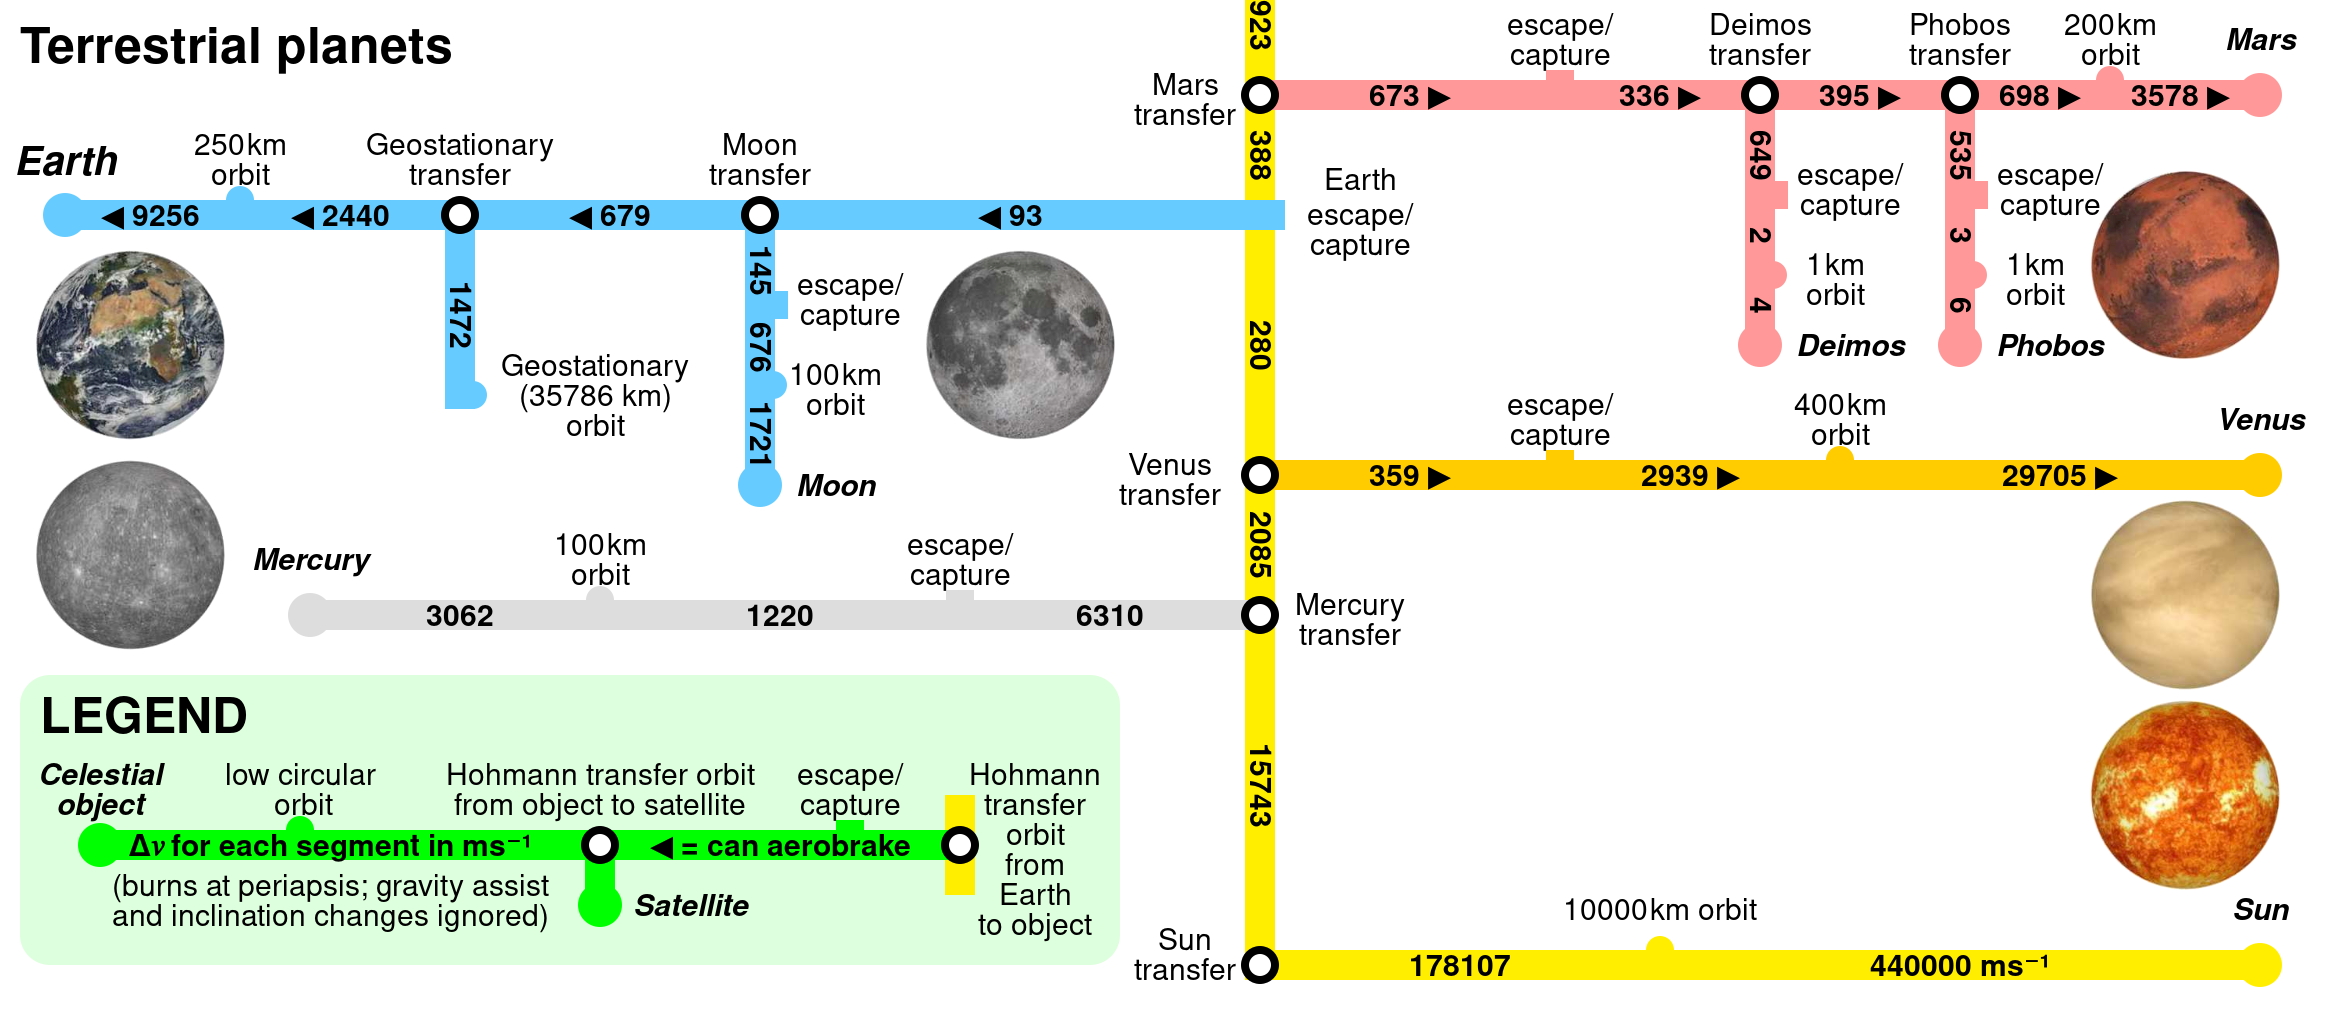 Terrestrial planets
923
escape/
capture
Deimos
transfer
Phobos
transfer
200km
orbit
Mars
Mars
transfer
673 ►
336 ►
395 ►
698 ►
3578 ►
388
649
escape/
capture
2
1km
orbit
4
Deimos
535
escape/
capture
3
1km
orbit
6
Phobos
Earth
250km
orbit
Geostationary
transfer
Moon
transfer
Earth
escape/
capture
◄ 9256
◄ 2440
◄ 679
◄ 93
1472
Geostationary
(35786 km)
orbit
145
escape/
capture
676
100km
orbit
1721
Moon
280
escape/
capture
400km
orbit
Venus
Venus
transfer
359 ►
2939 ►
29705 ►
2085
Mercury
100km
orbit
escape/
capture
3062
1220
6310
Mercury
transfer
15743
LEGEND
Celestial
object
low circular
orbit
Hohmann transfer orbit
from object to satellite
escape/
capture
Hohmann
transfer
orbit
from
Earth
to object
Δv for each segment in ms⁻¹
◄ = can aerobrake
(burns at periapsis; gravity assist
and inclination changes ignored)
Satellite
10000km orbit
Sun
Sun
transfer
178107
440000 ms⁻¹